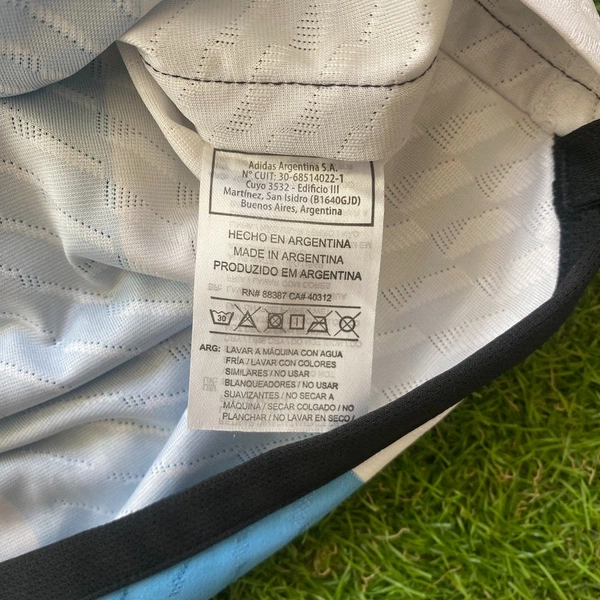 Adidas Argentina S.A.
N° CUIT: 30-68514022-1
Cuyo 3532 - Edificio III
Martínez, San Isidro (B1640GJD)
Buenos Aires, Argentina
HECHO EN ARGENTINA
MADE IN ARGENTINA
PRODUZIDO EM ARGENTINA
RN# 88387 CA# 40312
30
ARG: LAVAR A MÁQUINA CON AGUA
FRÍA / LAVAR CON COLORES
SIMILARES / NO USAR
BLANQUEADORES / NO USAR
SUAVIZANTES / NO SECAR A
MÁQUINA / SECAR COLGADO / NO
PLANCHAR / NO LAVAR EN SECO /